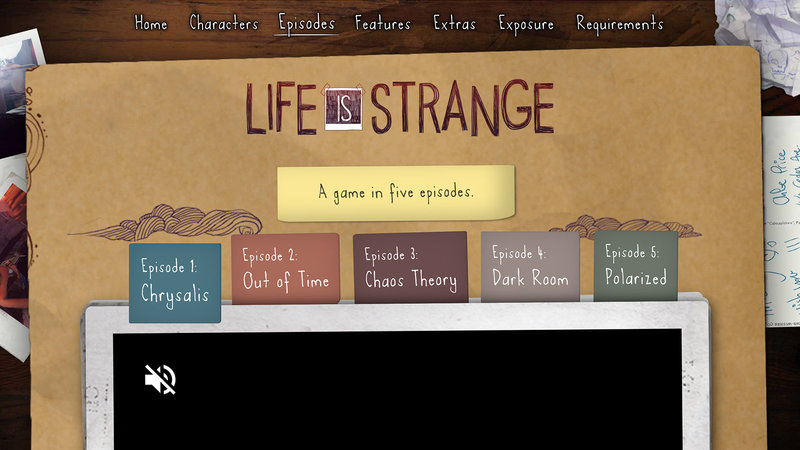 Home Characters Episodes Features Extras Exposure Requirements
LIFE IS STRANGE
A game in five episodes.
Episode 1:
Chrysalis
Episode 2:
Out of Time
Episode 3:
Chaos Theory
Episode 4:
Dark Room
Episode 5:
Polarized